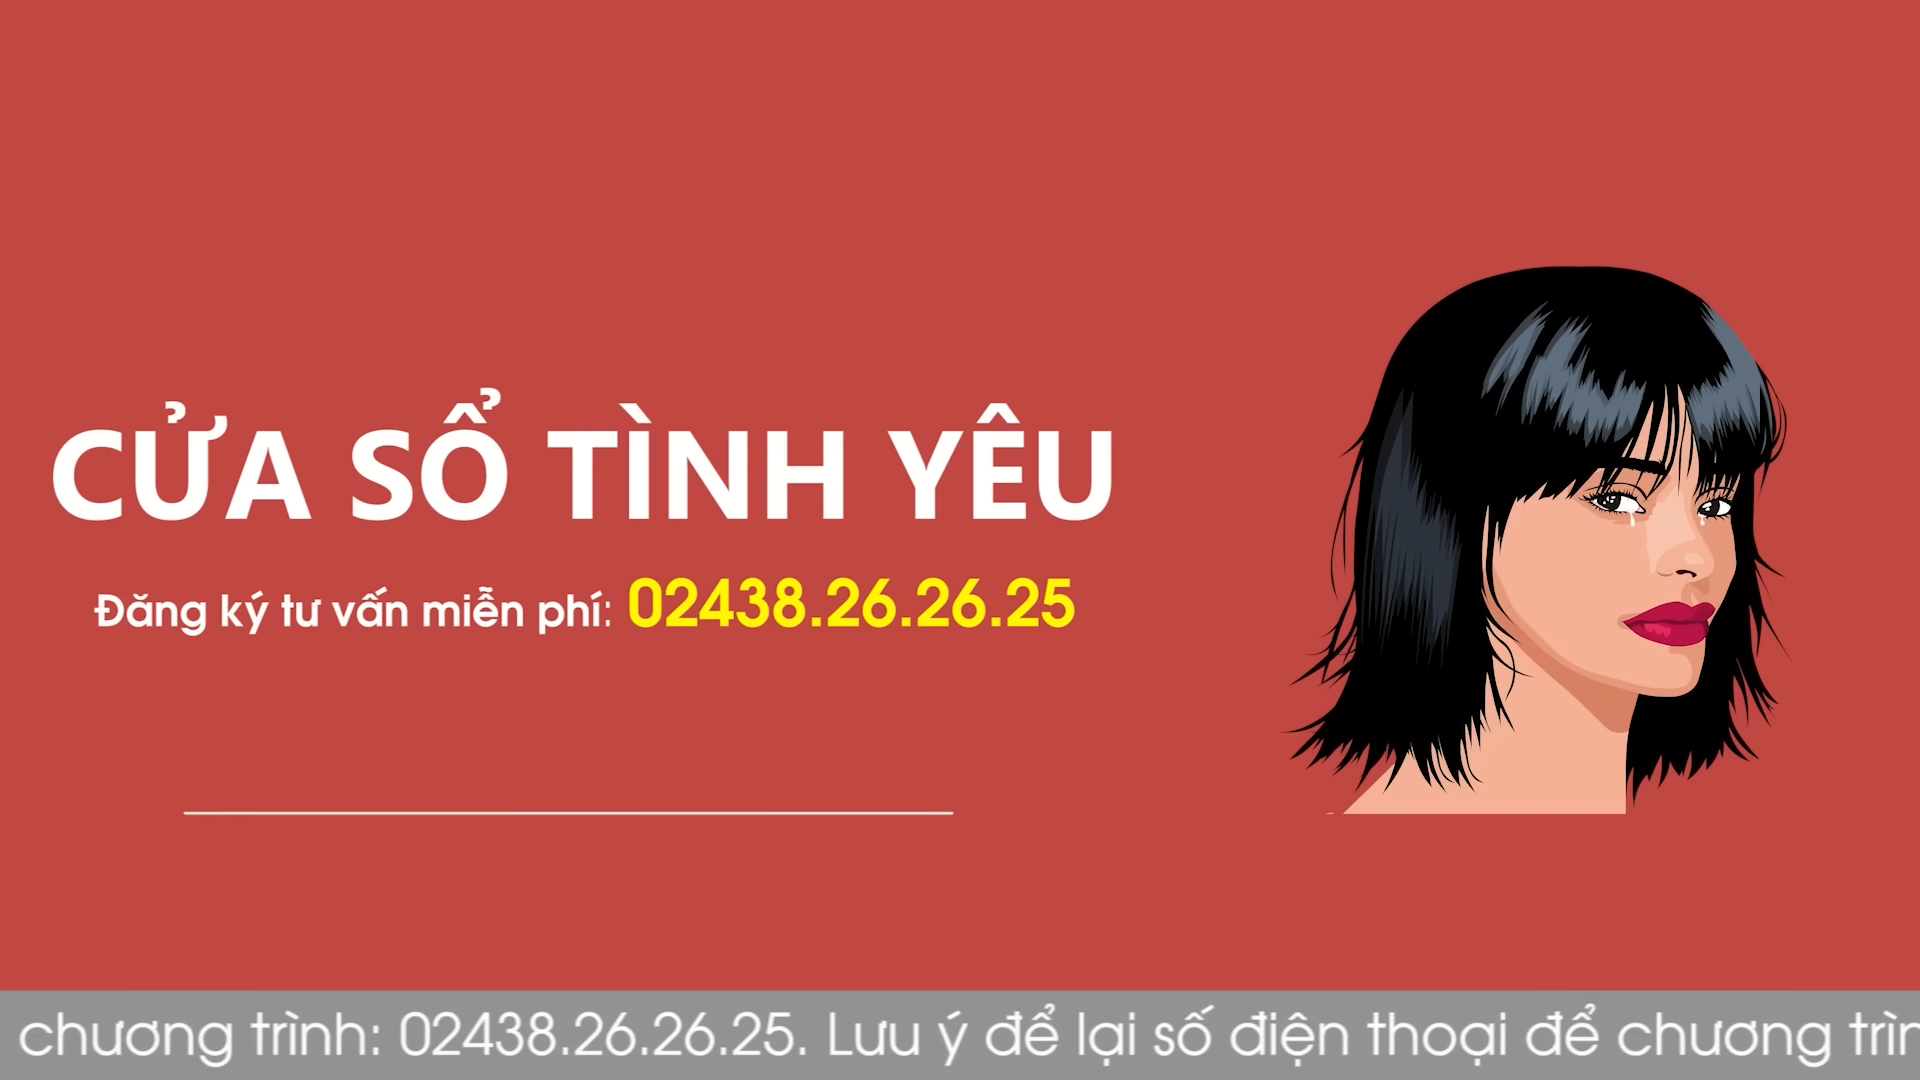 CỬA SỔ TÌNH YÊU
Đăng ký tư vấn miễn phí: 02438.26.26.25
chương trình: 02438.26.26.25. Lưu ý để lại số điện thoại để chương